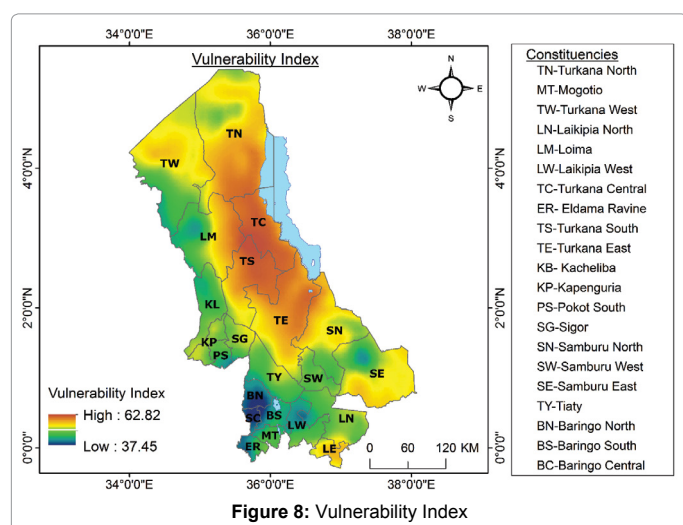 34°0'0"E 36°0'0"E 38°0'0"E
Vulnerability Index
N
W E
S
4°0'0"N
2°0'0"N
0°0'0"
4°0'0"N
2°0'0"N
0°0'0"
TN
TW
TC
LM
TS
KL
TE
SN
SG
KP
PS
SE
TY
SW
BN
SC
BS
LW
LN
MT
ER
LE
Vulnerability Index
High : 62.82
Low : 37.45
0 60 120 KM
34°0'0"E 36°0'0"E 38°0'0"E
Constituencies
TN-Turkana North
MT-Mogotio
TW-Turkana West
LN-Laikipia North
LM-Loima
LW-Laikipia West
TC-Turkana Central
ER- Eldama Ravine
TS-Turkana South
TE-Turkana East
KB- Kacheliba
KP-Kapenguria
PS-Pokot South
SG-Sigor
SN-Samburu North
SW-Samburu West
SE-Samburu East
TY-Tiaty
BN-Baringo North
BS-Baringo South
BC-Baringo Central
Figure 8: Vulnerability Index